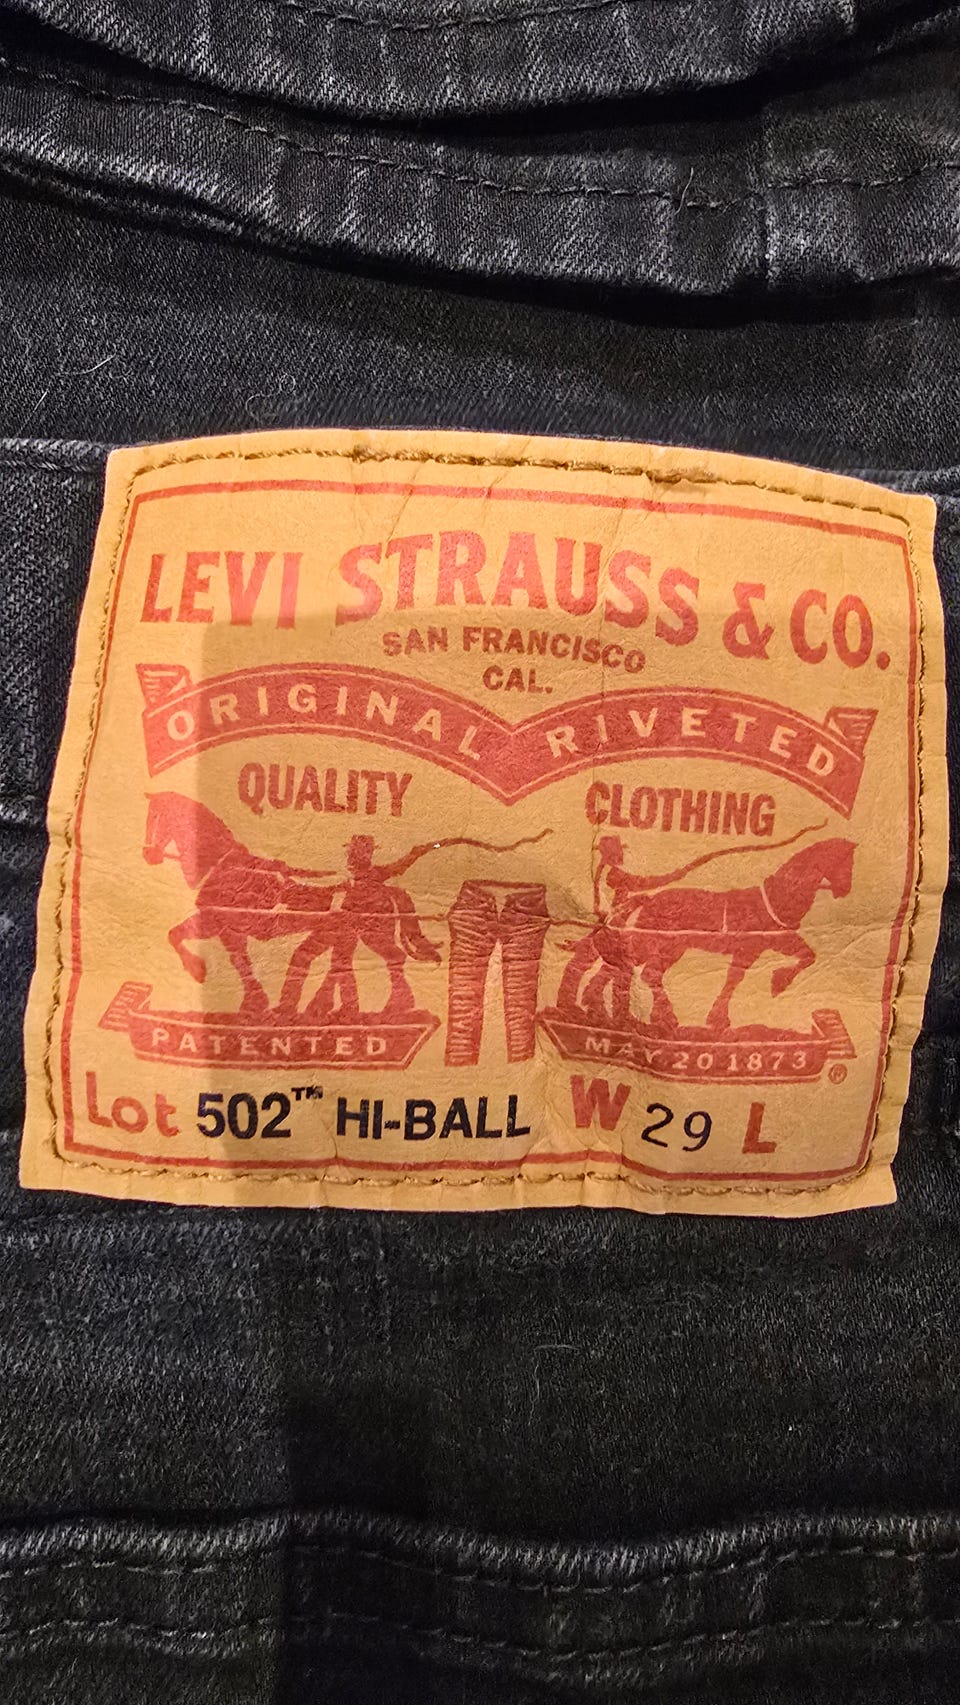 LEVI STRAUSS & CO.
SAN FRANCISCO
CAL.
ORIGINAL RIVETED
QUALITY CLOTHING
PATENTED MAY 20 1873 ®
Lot 502™ HI-BALL W 29 L